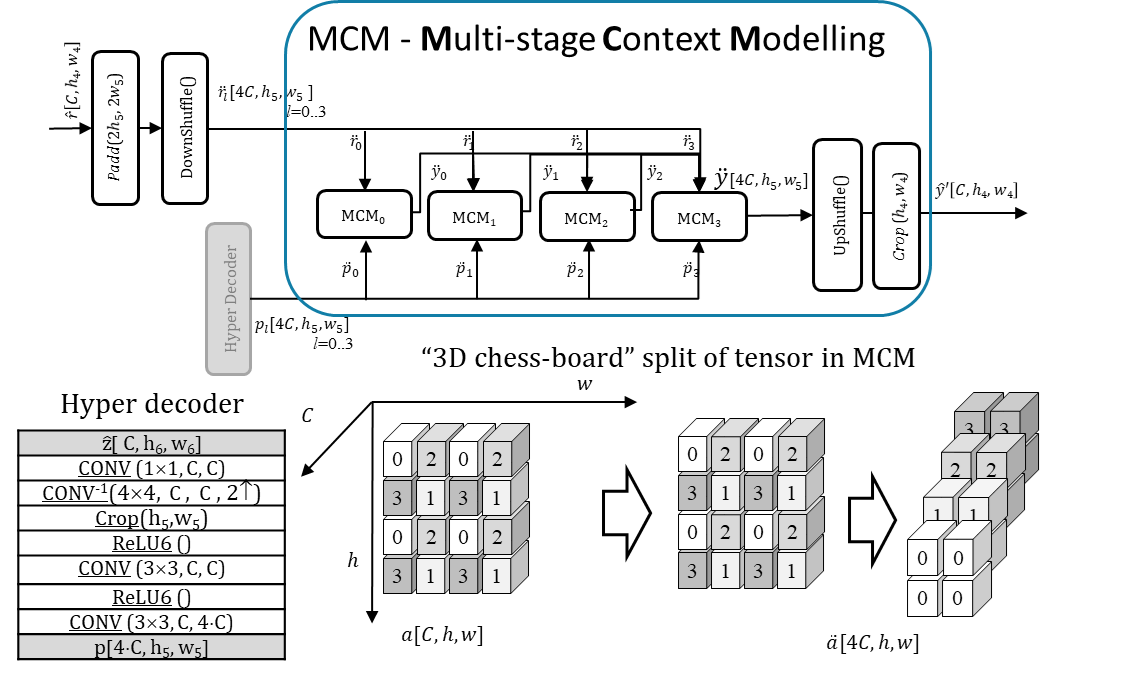 MCM - Multi-stage Context Modelling
r̂[C, h₄, w₄]
Padd(2h₅, 2w₅)
DownShuffle()
r̈ₗ[4C, h₅, w₅ ]
l=0..3
r̈₀
r̈₁
r̈₂
r̈₃
ÿ₀
ÿ₁
ÿ₂
MCM₀
MCM₁
MCM₂
MCM₃
ÿ[4C, h₅, w₅]
UpShuffle()
Crop (h₄, w₄)
ŷ′[C, h₄, w₄]
p̈₀
p̈₁
p̈₂
p̈₃
Hyper Decoder
pₗ[4C, h₅, w₅]
l=0..3
“3D chess-board” split of tensor in MCM
Hyper decoder
ẑ[ C, h₆, w₆]
CONV (1×1, C, C)
CONV⁻¹(4×4, C , C , 2↑)
Crop(h₅,w₅)
ReLU6 ()
CONV (3×3, C, C)
ReLU6 ()
CONV (3×3, C, 4·C)
p[4·C, h₅, w₅]
C
w
h
0 2 0 2
3 1 3 1
0 2 0 2
3 1 3 1
a[C, h, w]
0 2 0 2
3 1 3 1
0 2 0 2
3 1 3 1
3 3
2 2
1 1
0 0
0 0
ä[4C, h, w]